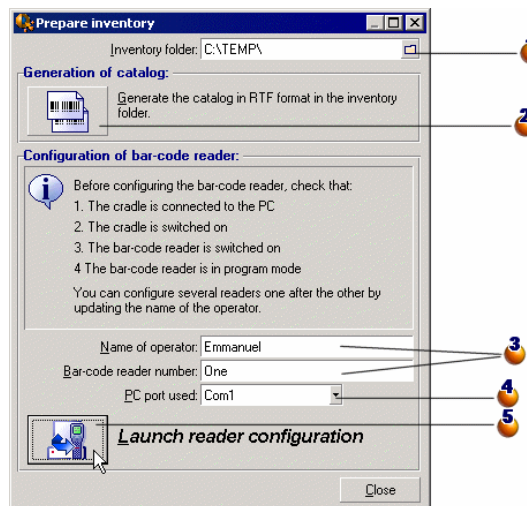 Prepare inventory
Inventory folder: C:\TEMP\
Generation of catalog:
Generate the catalog in RTF format in the inventory
folder.
2
Configuration of bar-code reader:
Before configuring the bar-code reader, check that:
1. The cradle is connected to the PC
2. The cradle is switched on
3. The bar-code reader is switched on
4 The bar-code reader is in program mode
You can configure several readers one after the other by
updating the name of the operator.
Name of operator: Emmanuel
3
Bar-code reader number: One
PC port used: Com1
4
5
Launch reader configuration
Close